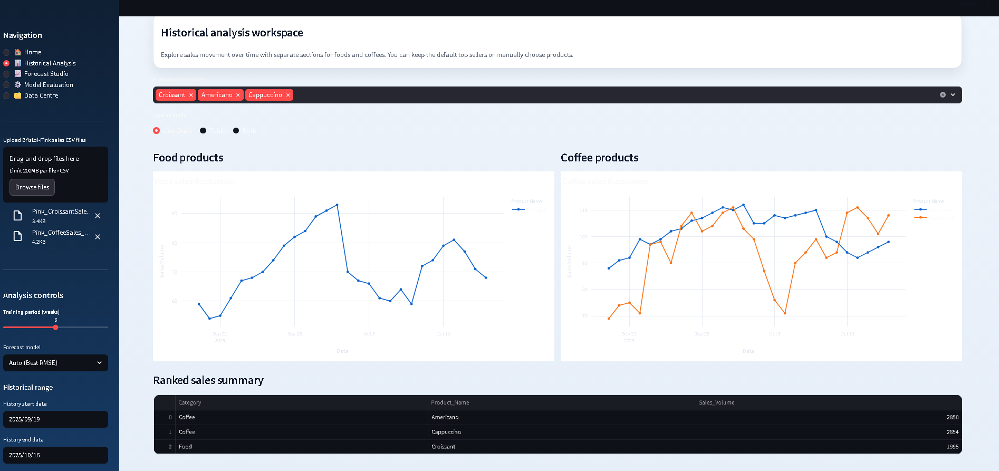 Navigation
Home
Historical Analysis
Forecast Studio
Model Evaluation
Data Centre
Upload Bristol-Pink sales CSV files
Drag and drop files here
Limit 200MB per file • CSV
Browse files
Pink_CroissantSale...
3.4KB
Pink_CoffeeSales_...
4.2KB
Analysis controls
Training period (weeks)
6
Forecast model
Auto (Best RMSE)
Historical range
History start date
2025/09/19
History end date
2025/10/16
Historical analysis workspace
Explore sales movement over time with separate sections for foods and coffees. You can keep the default top sellers or manually choose products.
Products to compare
Croissant Americano Cappuccino
Display mode
Line Chart Table Both
Food products
Food sales fluctuation
Product Name
Sales Volume
90
80
70
60
Sep 21 Sep 28 Oct 5 Oct 12
2025
Date
Coffee products
Coffee sales fluctuation
Product Name
Sales Volume
110
100
90
80
70
Sep 21 Sep 28 Oct 5 Oct 12
2025
Date
Ranked sales summary
Category Product_Name Sales_Volume
0 Coffee Americano 2850
1 Coffee Cappuccino 2654
2 Food Croissant 1995